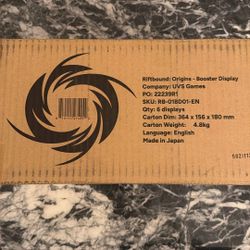 Riftbound: Origins - Booster Display
Company: UVS Games
PO: 22239R1
SKU: RB-01BD01-EN
Qty: 6 displays
Carton Dim: 364 x 156 x 180 mm
Carton Weight: 4.8kg
Language: English
Made in Japan